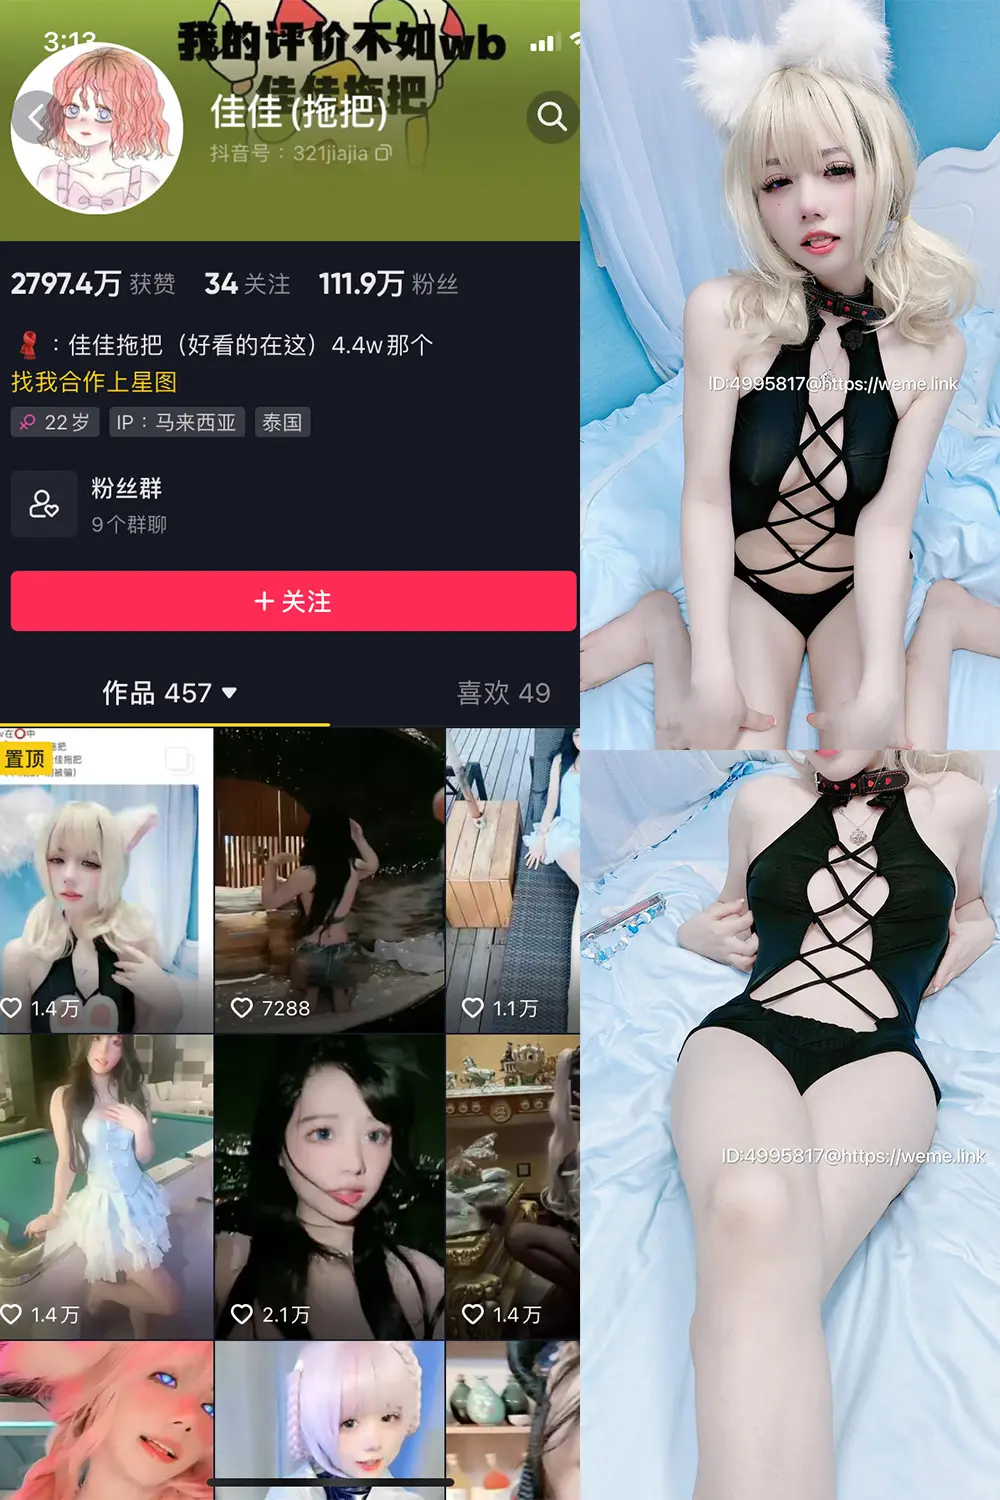 我的评价不如wb
佳佳拖把
3:13
佳佳(拖把)
抖音号：321jiajia
2797.4万 获赞 34 关注 111.9万 粉丝
：佳佳拖把（好看的在这）4.4w那个
找我合作上星图
22岁 IP：马来西亚 泰国
粉丝群
9个群聊
+ 关注
作品 457 喜欢 49
置顶
1.4万 7288 1.1万
1.4万 2.1万 1.4万
ID:4995817@https://weme.link
ID:4995817@https://weme.link